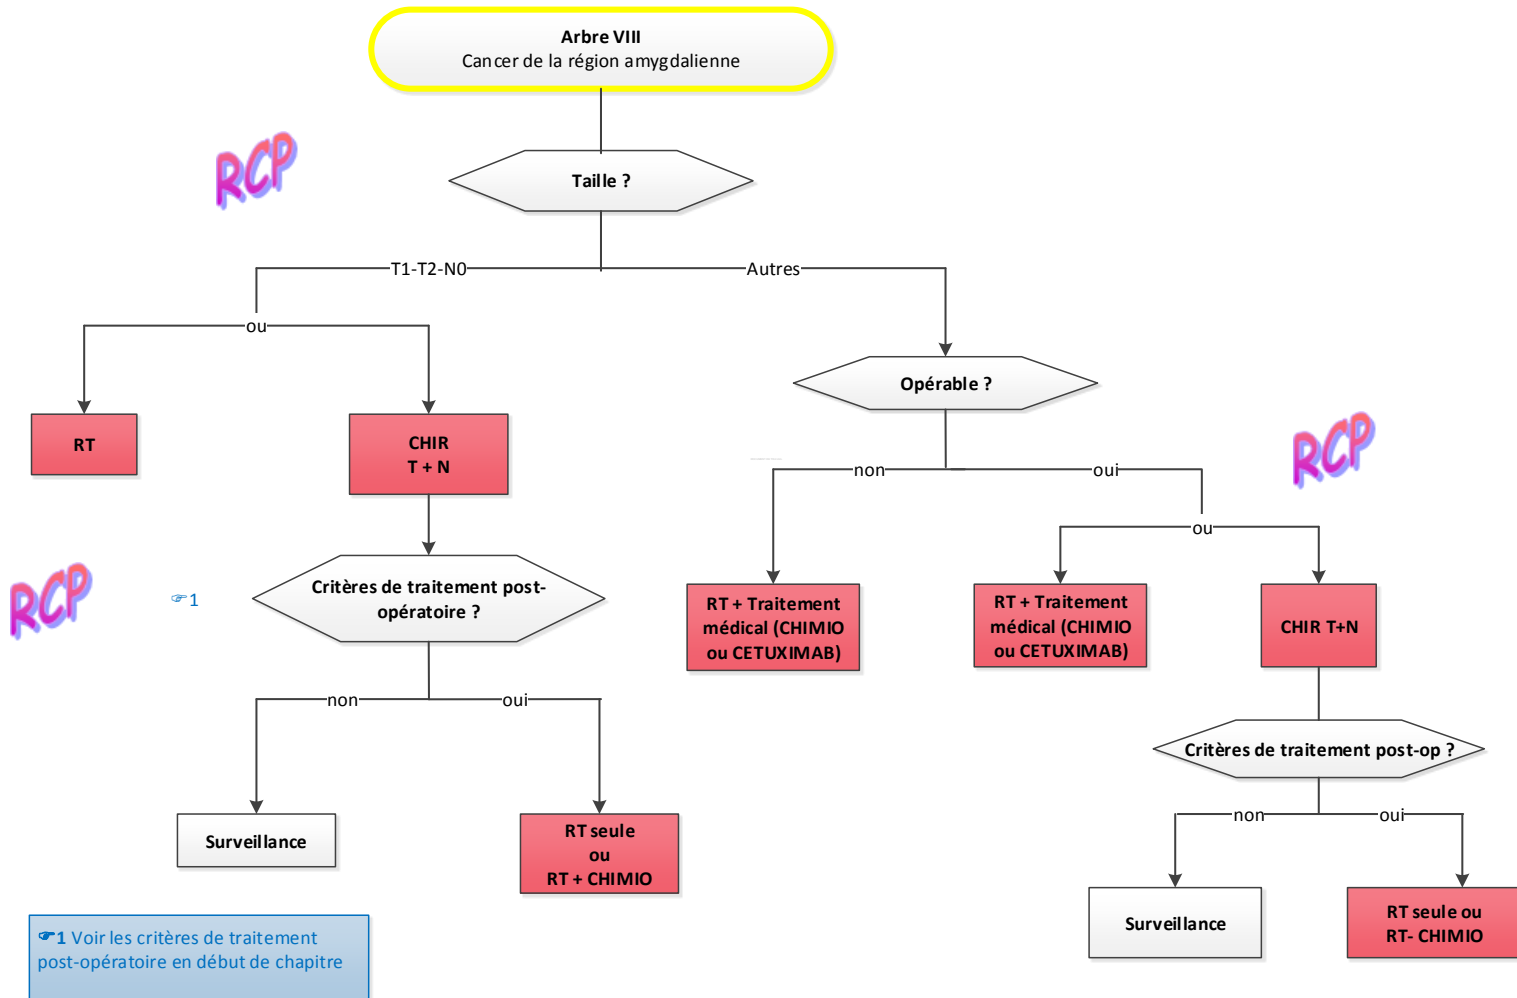 Arbre VIII
Cancer de la région amygdalienne
RCP
Taille ?
T1-T2-N0
Autres
ou
Opérable ?
RT
CHIR
T + N
RCP
non
oui
ou
RCP
☞1
Critères de traitement post-
opératoire ?
RT + Traitement
médical (CHIMIO
ou CETUXIMAB)
RT + Traitement
médical (CHIMIO
ou CETUXIMAB)
CHIR T+N
non
oui
Critères de traitement post-op ?
Surveillance
RT seule
ou
RT + CHIMIO
non
oui
Surveillance
RT seule ou
RT- CHIMIO
☞1 Voir les critères de traitement
post-opératoire en début de chapitre